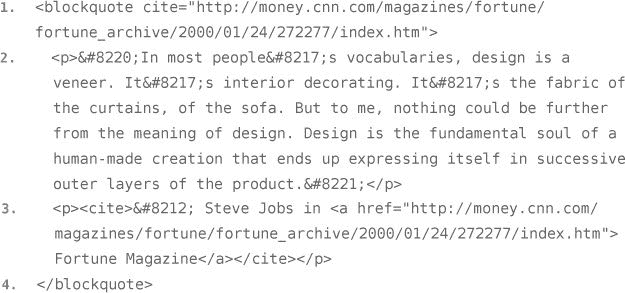 1. <blockquote cite="http://money.cnn.com/magazines/fortune/
fortune_archive/2000/01/24/272277/index.htm">
2. <p>&#8220;In most people&#8217;s vocabularies, design is a
veneer. It&#8217;s interior decorating. It&#8217;s the fabric of
the curtains, of the sofa. But to me, nothing could be further
from the meaning of design. Design is the fundamental soul of a
human-made creation that ends up expressing itself in successive
outer layers of the product.&#8221;</p>
3. <p><cite>&#8212; Steve Jobs in <a href="http://money.cnn.com/
magazines/fortune/fortune_archive/2000/01/24/272277/index.htm">
Fortune Magazine</a></cite></p>
4. </blockquote>